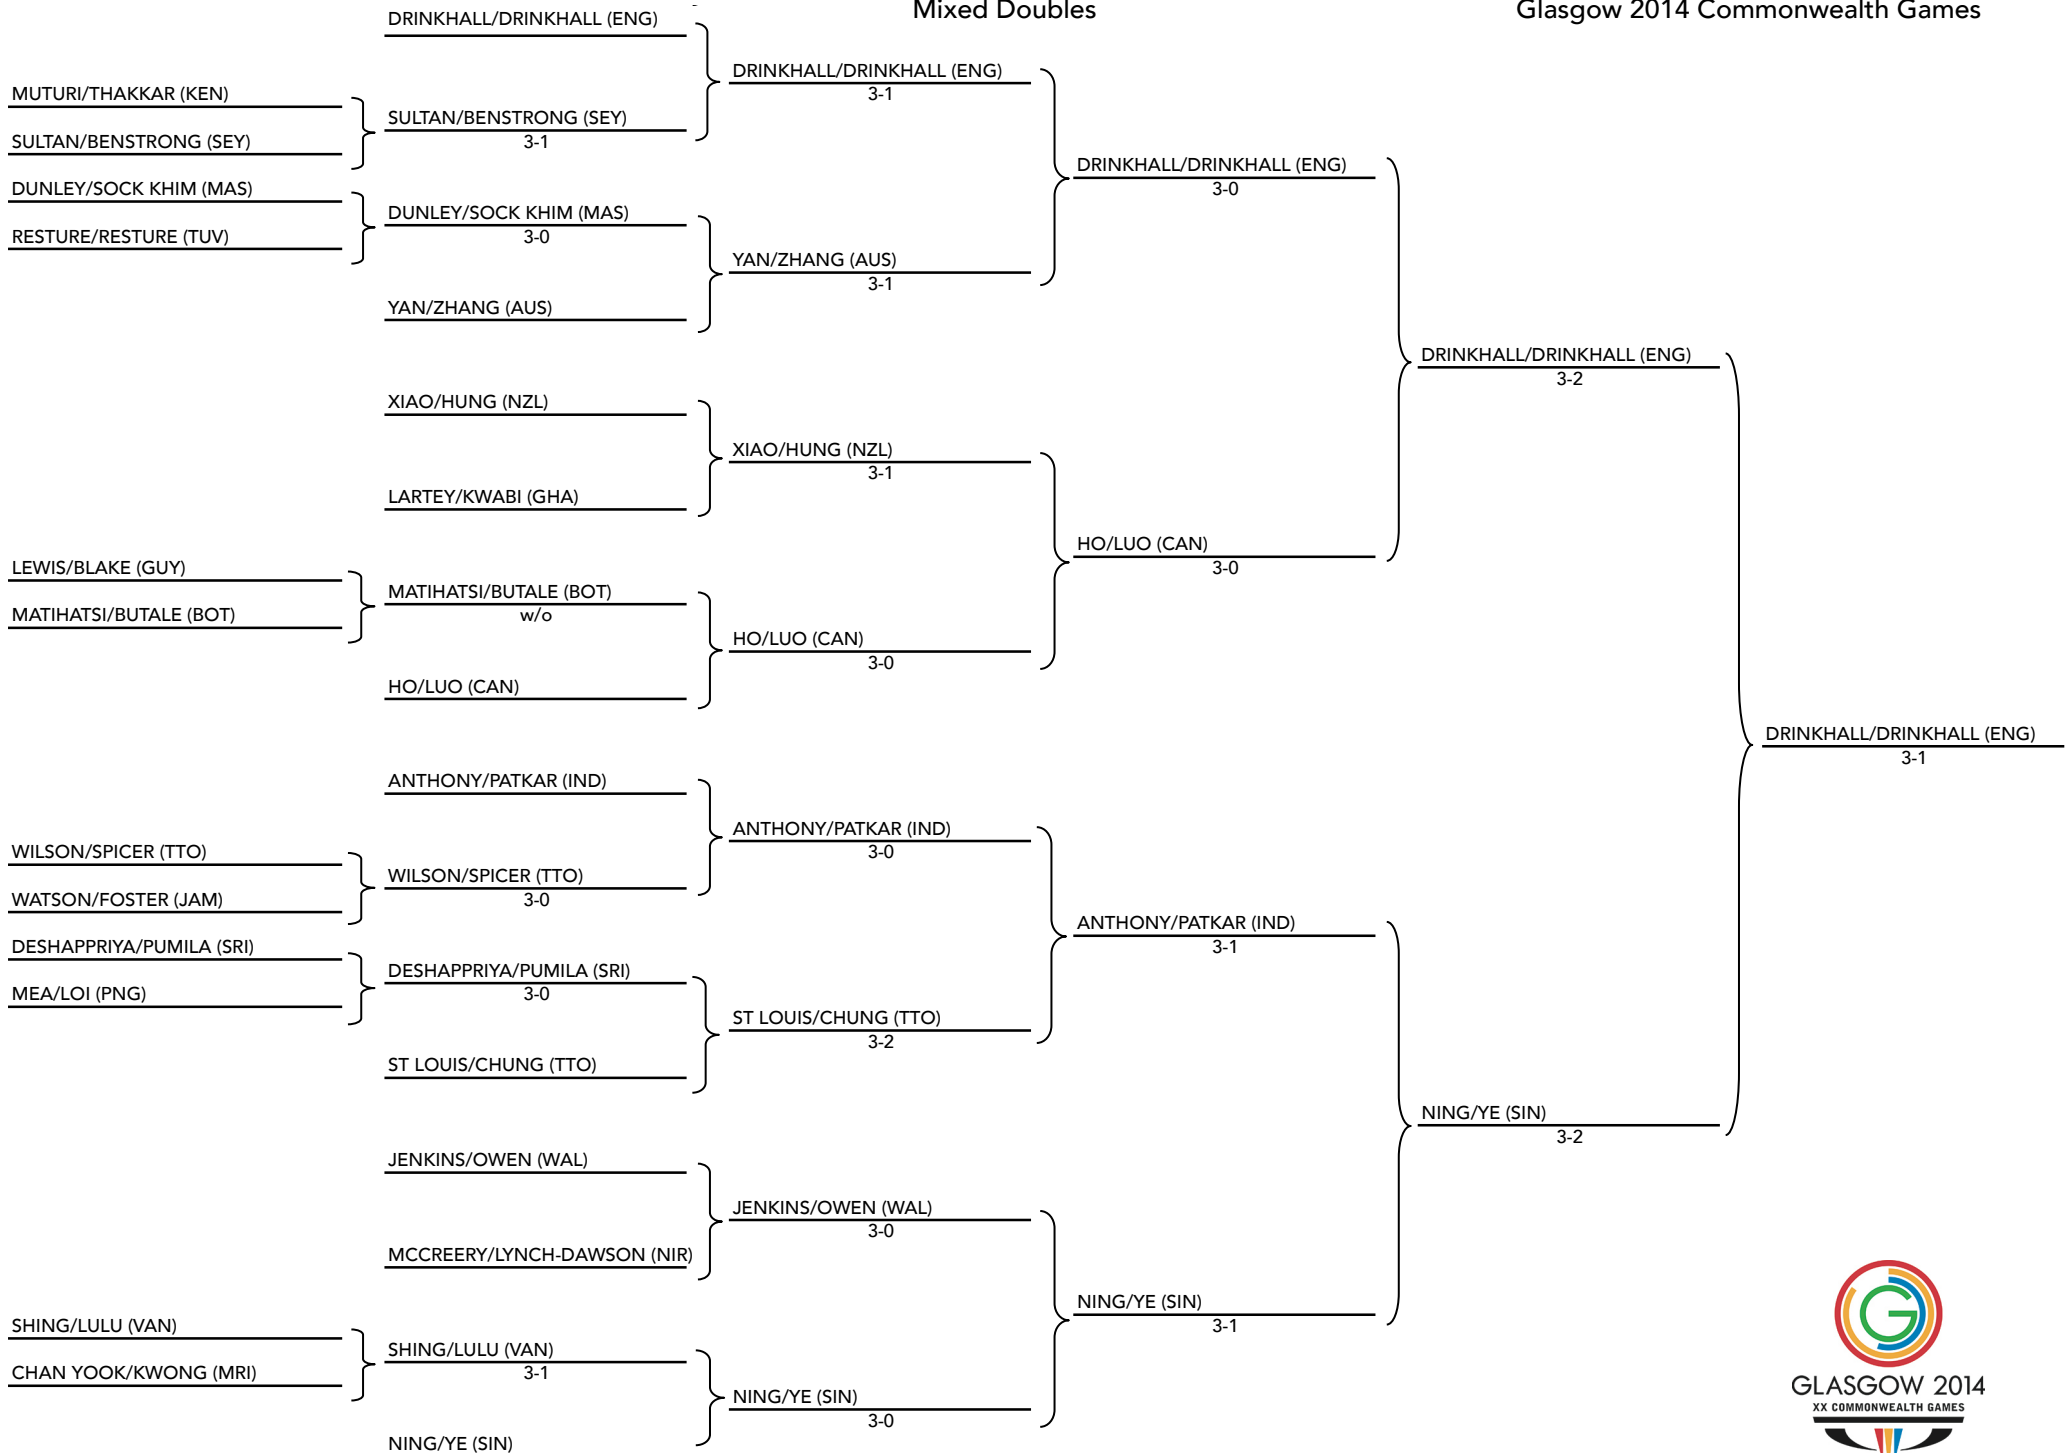 Mixed Doubles
Glasgow 2014 Commonwealth Games
MUTURI/THAKKAR (KEN)
SULTAN/BENSTRONG (SEY)
DUNLEY/SOCK KHIM (MAS)
RESTURE/RESTURE (TUV)
LEWIS/BLAKE (GUY)
MATIHATSI/BUTALE (BOT)
WILSON/SPICER (TTO)
WATSON/FOSTER (JAM)
DESHAPPRIYA/PUMILA (SRI)
MEA/LOI (PNG)
SHING/LULU (VAN)
CHAN YOOK/KWONG (MRI)
DRINKHALL/DRINKHALL (ENG)
SULTAN/BENSTRONG (SEY)
3-1
DUNLEY/SOCK KHIM (MAS)
3-0
YAN/ZHANG (AUS)
XIAO/HUNG (NZL)
LARTEY/KWABI (GHA)
MATIHATSI/BUTALE (BOT)
w/o
HO/LUO (CAN)
ANTHONY/PATKAR (IND)
WILSON/SPICER (TTO)
3-0
DESHAPPRIYA/PUMILA (SRI)
3-0
ST LOUIS/CHUNG (TTO)
JENKINS/OWEN (WAL)
MCCREERY/LYNCH-DAWSON (NIR)
SHING/LULU (VAN)
3-1
NING/YE (SIN)
DRINKHALL/DRINKHALL (ENG)
3-1
YAN/ZHANG (AUS)
3-1
XIAO/HUNG (NZL)
3-1
HO/LUO (CAN)
3-0
ANTHONY/PATKAR (IND)
3-0
ST LOUIS/CHUNG (TTO)
3-2
JENKINS/OWEN (WAL)
3-0
NING/YE (SIN)
3-0
DRINKHALL/DRINKHALL (ENG)
3-0
HO/LUO (CAN)
3-0
ANTHONY/PATKAR (IND)
3-1
NING/YE (SIN)
3-1
DRINKHALL/DRINKHALL (ENG)
3-2
NING/YE (SIN)
3-2
DRINKHALL/DRINKHALL (ENG)
3-1
GLASGOW 2014
XX COMMONWEALTH GAMES